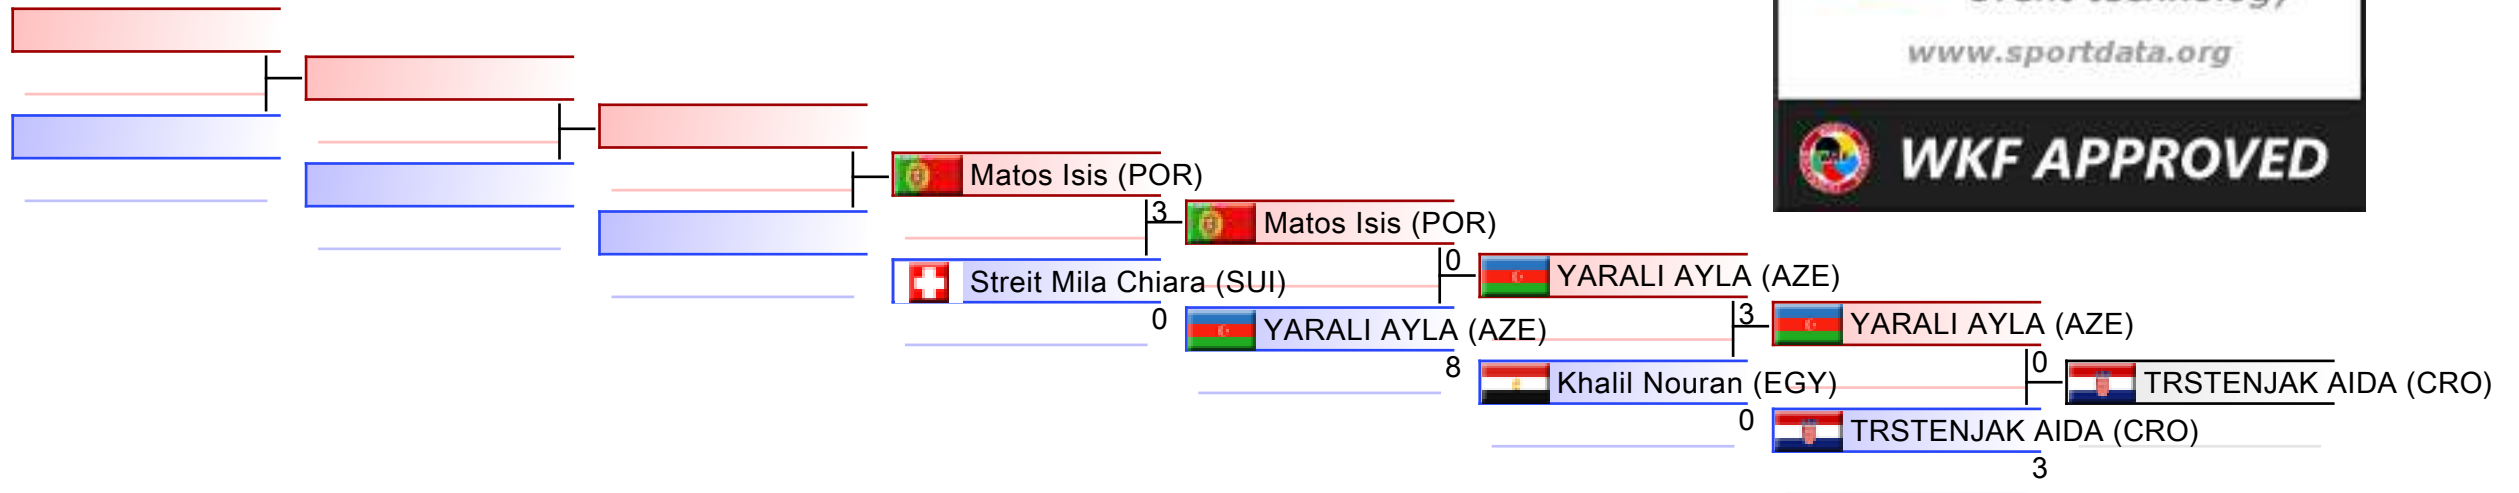 www.sportdata.org
WKF APPROVED
Matos Isis (POR)
3
Matos Isis (POR)
Streit Mila Chiara (SUI)
0
0
YARALI AYLA (AZE)
YARALI AYLA (AZE)
8
3
YARALI AYLA (AZE)
Khalil Nouran (EGY)
0
0
TRSTENJAK AIDA (CRO)
TRSTENJAK AIDA (CRO)
3